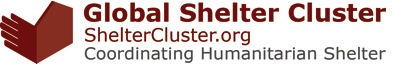 Global Shelter Cluster
ShelterCluster.org
Coordinating Humanitarian Shelter